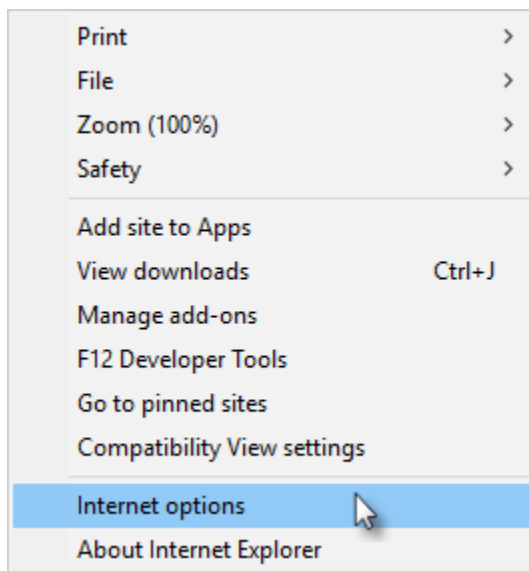 Print
File
Zoom (100%)
Safety
Add site to Apps
View downloads Ctrl+J
Manage add-ons
F12 Developer Tools
Go to pinned sites
Compatibility View settings
Internet options
About Internet Explorer